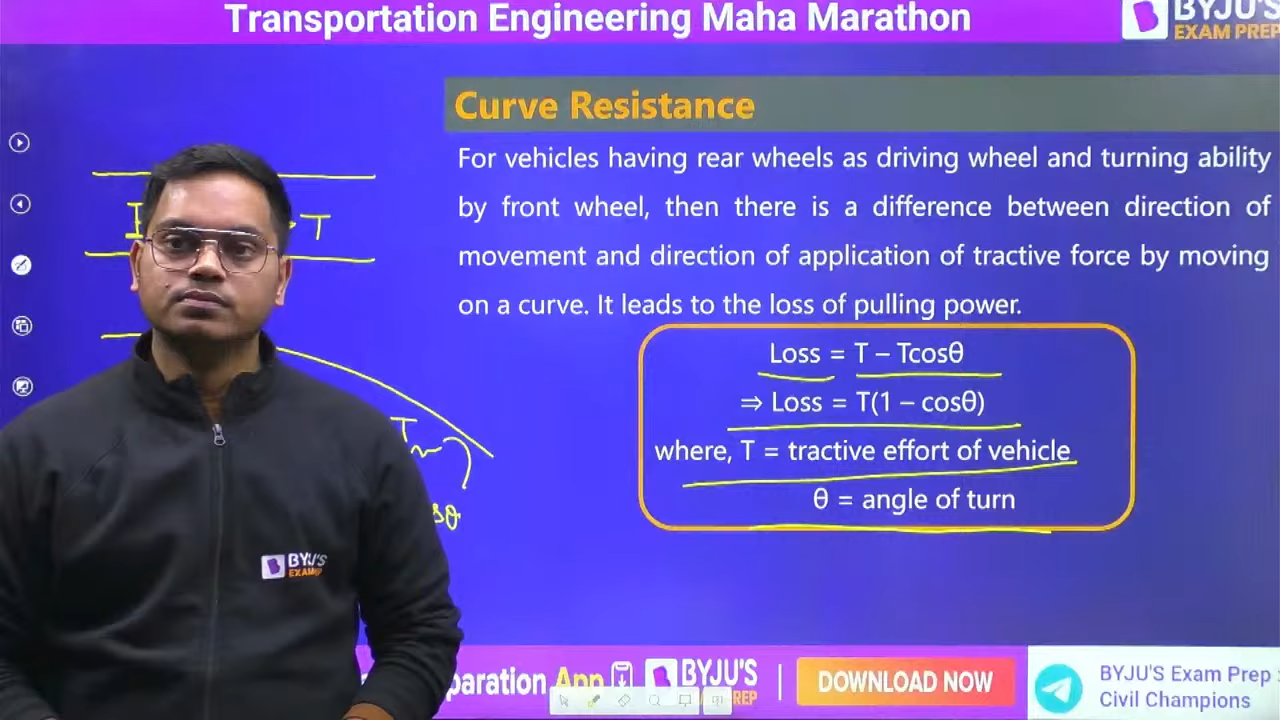 Transportation Engineering Maha Marathon
BYJU'S
EXAM PREP
Curve Resistance
For vehicles having rear wheels as driving wheel and turning ability
by front wheel, then there is a difference between direction of
movement and direction of application of tractive force by moving
on a curve. It leads to the loss of pulling power.
Loss = T – Tcosθ
⇒ Loss = T(1 – cosθ)
where, T = tractive effort of vehicle
θ = angle of turn
T
T
BYJU'S
EXAM
App
BYJU'S
DOWNLOAD NOW
BYJU'S Exam Prep :
Civil Champions